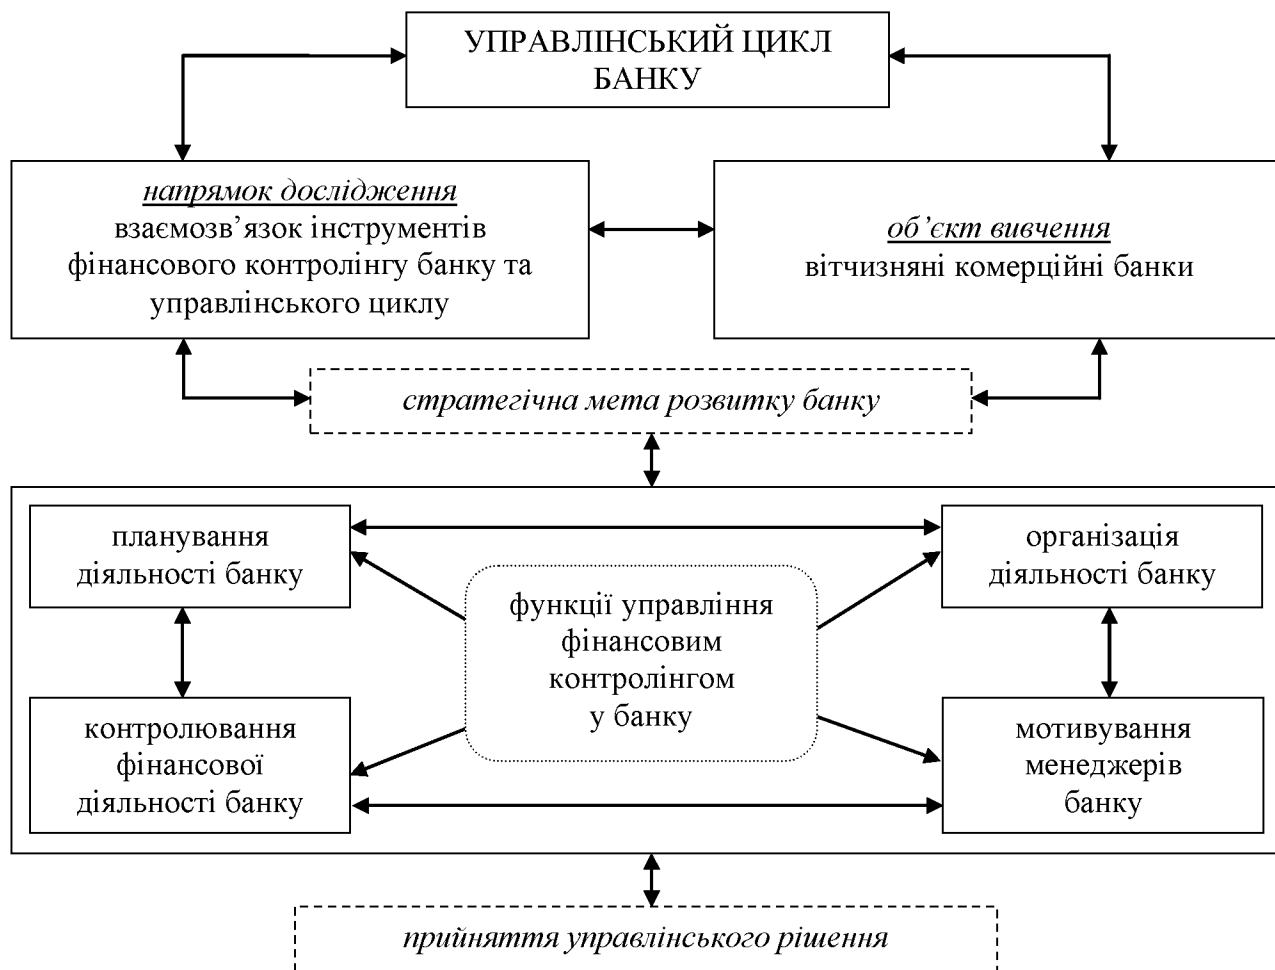 УПРАВЛІНСЬКИЙ ЦИКЛ
БАНКУ
напрямок дослідження
взаємозв’язок інструментів
фінансового контролінгу банку та
управлінського циклу
об’єкт вивчення
вітчизняні комерційні банки
стратегічна мета розвитку банку
планування
діяльності банку
організація
діяльності банку
функції управління
фінансовим
контролінгом
у банку
контролювання
фінансової
діяльності банку
мотивування
менеджерів
банку
прийняття управлінського рішення